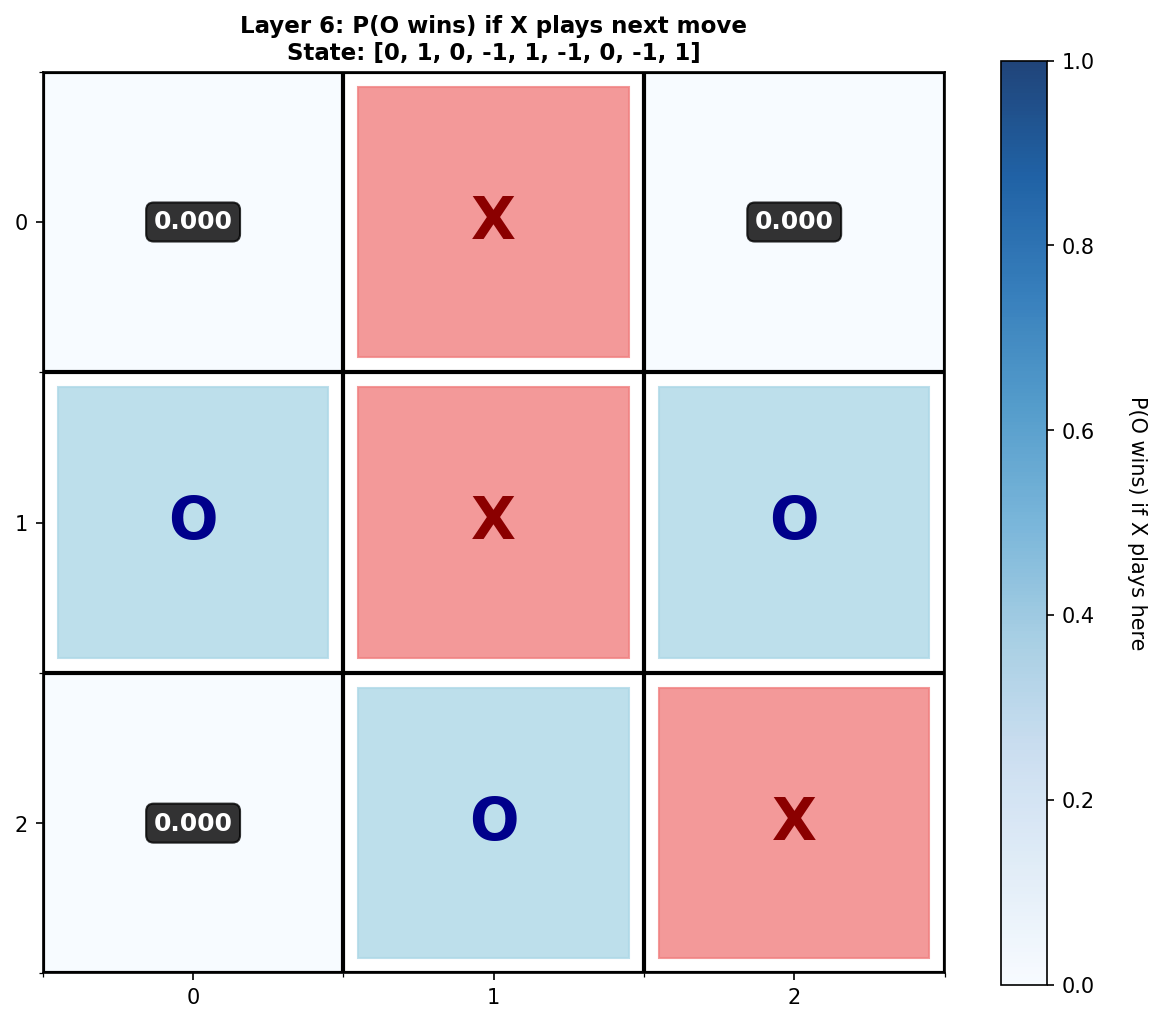 Layer 6: P(O wins) if X plays next move
State: [0, 1, 0, -1, 1, -1, 0, -1, 1]
0.000 X 0.000
O X O
0.000 O X
0
1
2
0 1 2
1.0
0.8
0.6
0.4
0.2
0.0
P(O wins) if X plays here